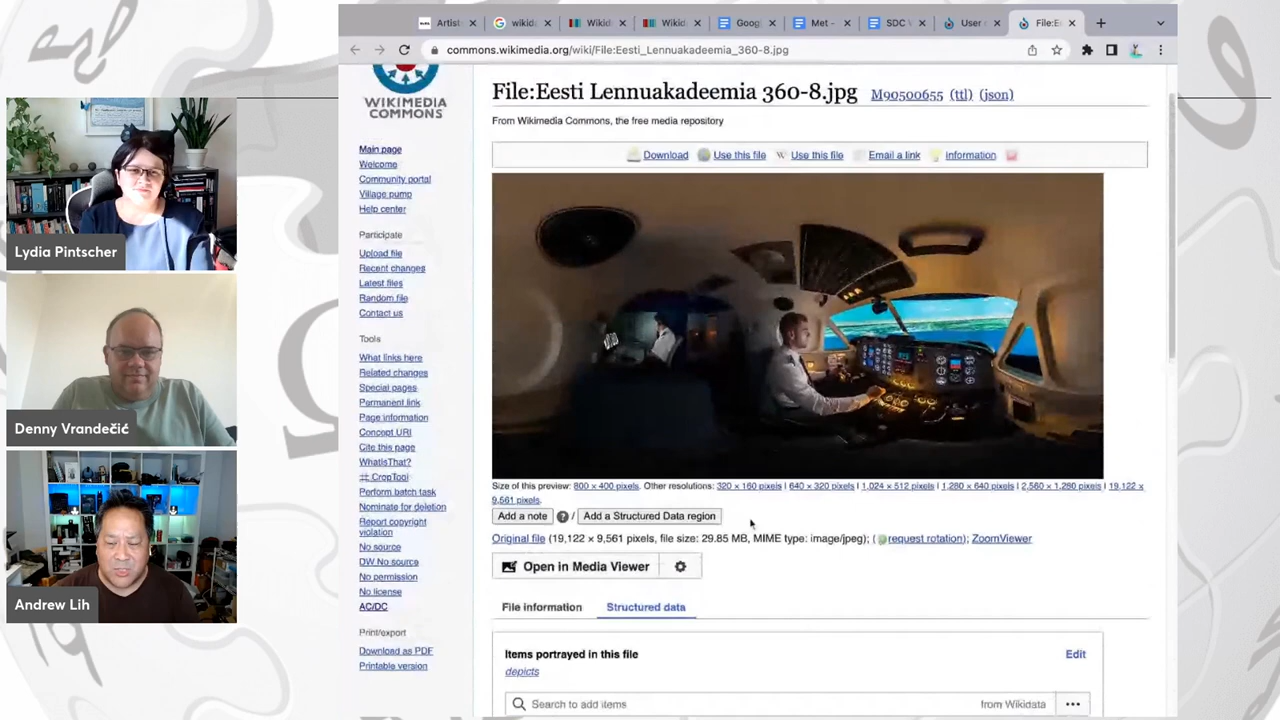 Artist:
wikid
Wikid
Wikid
Googl
Met -
SDC V
User r
File:E
commons.wikimedia.org/wiki/File:Eesti_Lennuakadeemia_360-8.jpg
WIKIMEDIA
COMMONS
Main page
Welcome
Community portal
Village pump
Help center
Participate
Upload file
Recent changes
Latest files
Random file
Contact us
Tools
What links here
Related changes
Special pages
Permanent link
Page information
Concept URI
Cite this page
WhatIsThat?
CropTool
Perform batch task
Nominate for deletion
Report copyright
violation
No source
DW No source
No permission
No license
AC/DC
Print/export
Download as PDF
Printable version
File:Eesti Lennuakadeemia 360-8.jpg M90500655 (ttl) (json)
From Wikimedia Commons, the free media repository
Download Use this file Use this file Email a link Information
Size of this preview: 800 × 400 pixels. Other resolutions: 320 × 160 pixels | 640 × 320 pixels | 1,024 × 512 pixels | 1,280 × 640 pixels | 2,560 × 1,280 pixels | 19,122 ×
9,561 pixels.
Add a note ? / Add a Structured Data region
Original file (19,122 × 9,561 pixels, file size: 29.85 MB, MIME type: image/jpeg); ( request rotation); ZoomViewer
Open in Media Viewer
File information Structured data
Items portrayed in this file Edit
depicts
Search to add items from Wikidata ...
Lydia Pintscher
Denny Vrandečić
Andrew Lih